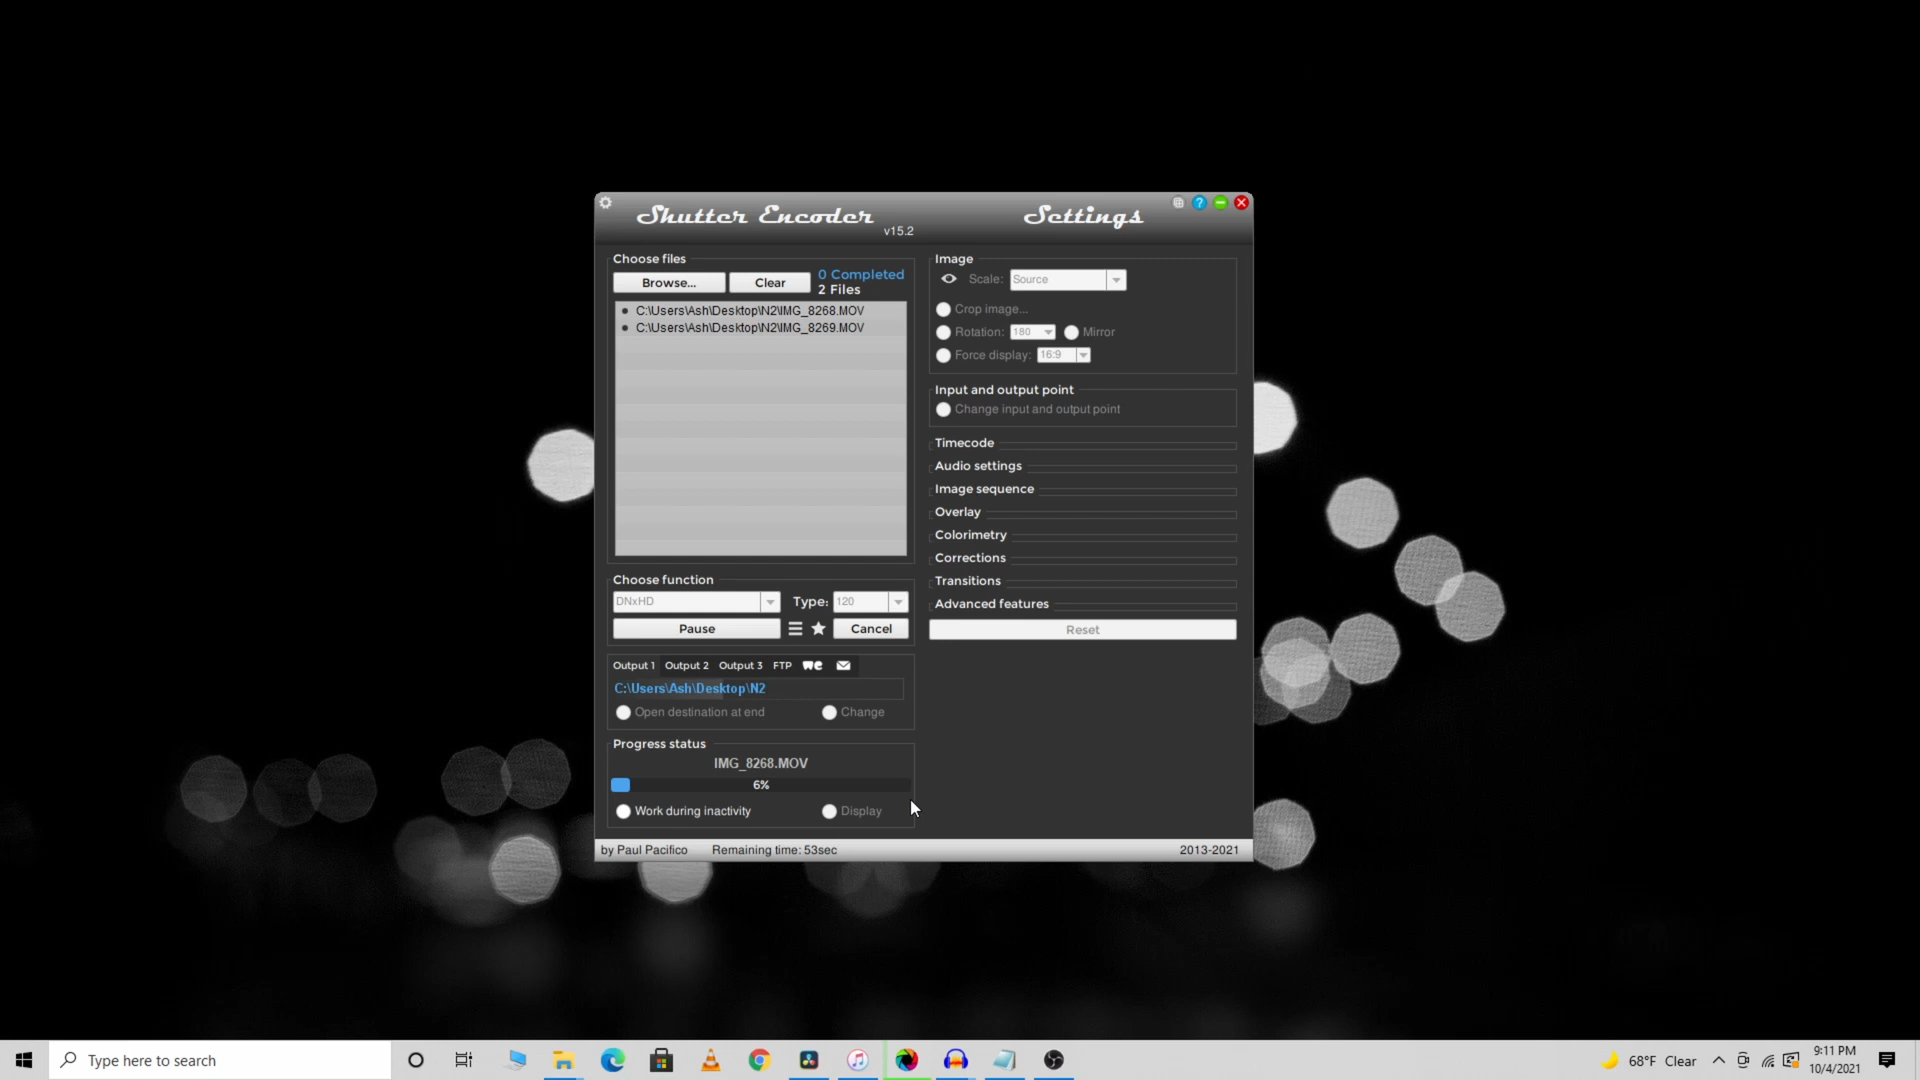 Shutter Encoder
v15.2
Settings
?
Choose files
Browse...
Clear
0 Completed
2 Files
C:\Users\Ash\Desktop\N2\IMG_8268.MOV
C:\Users\Ash\Desktop\N2\IMG_8269.MOV
Choose function
DNxHD
Type:
120
Pause
Cancel
Output 1
Output 2
Output 3
FTP
we
C:\Users\Ash\Desktop\N2
Open destination at end
Change
Progress status
IMG_8268.MOV
6%
Work during inactivity
Display
Image
Scale:
Source
Crop image...
Rotation:
180
Mirror
Force display:
16:9
Input and output point
Change input and output point
Timecode
Audio settings
Image sequence
Overlay
Colorimetry
Corrections
Transitions
Advanced features
Reset
by Paul Pacifico
Remaining time: 53sec
2013-2021
Type here to search
68°F Clear
9:11 PM
10/4/2021